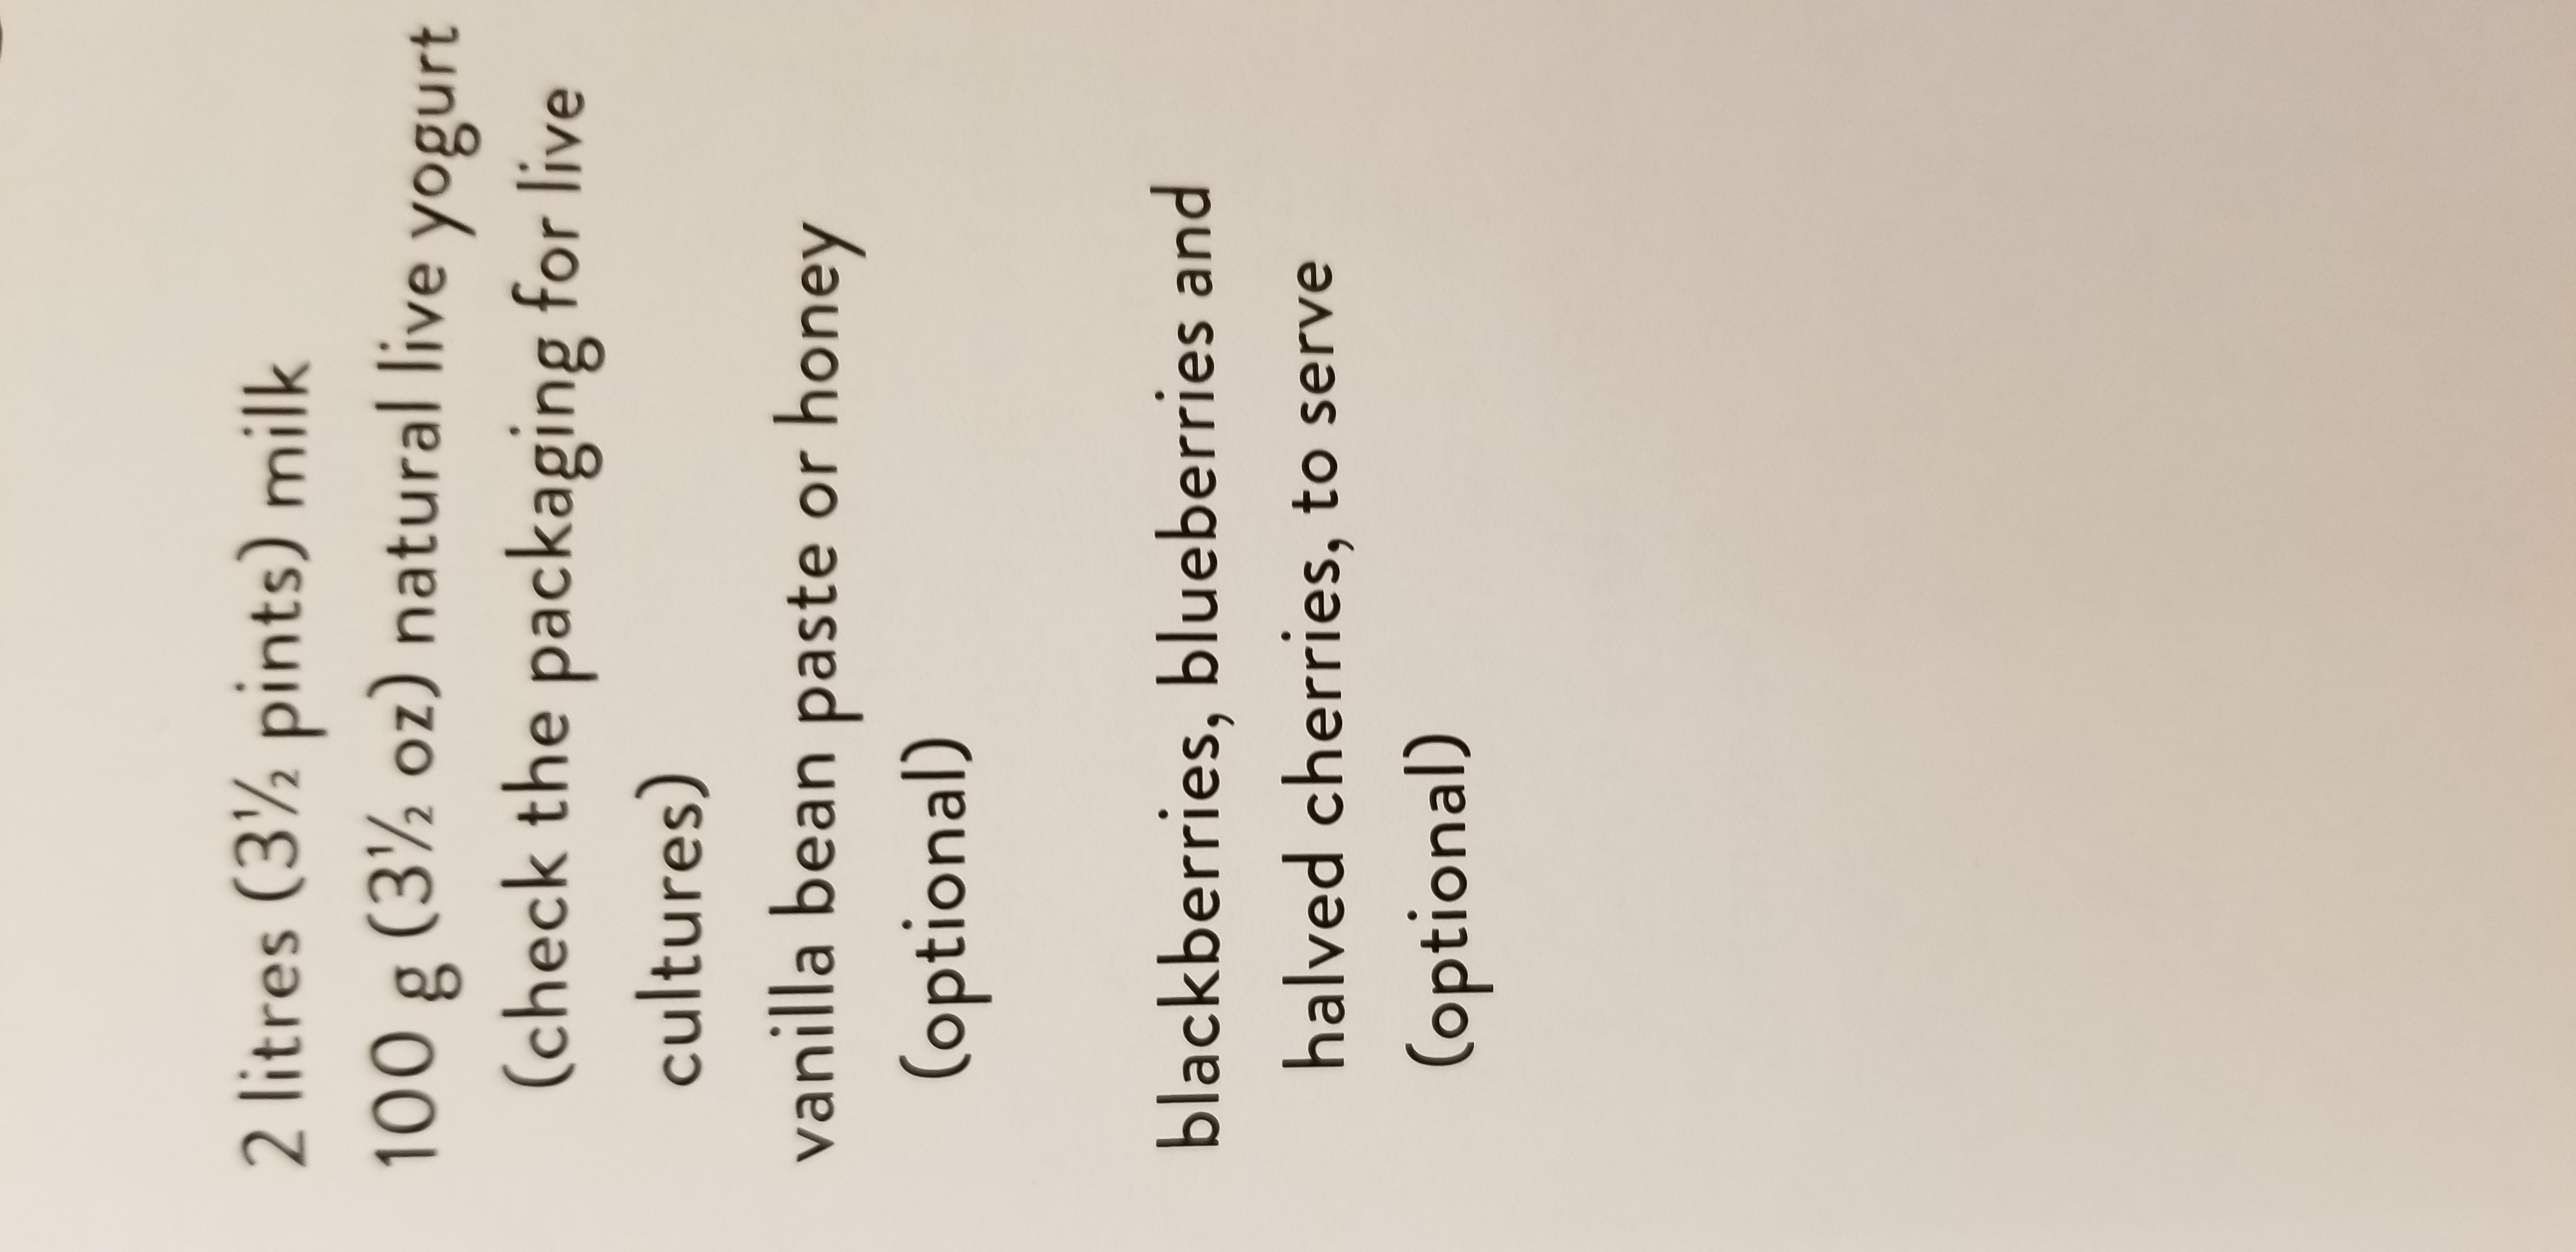 2 litres (3½ pints) milk
100 g (3½ oz) natural live yogurt
(check the packaging for live
cultures)
vanilla bean paste or honey
(optional)
blackberries, blueberries and
halved cherries, to serve
(optional)